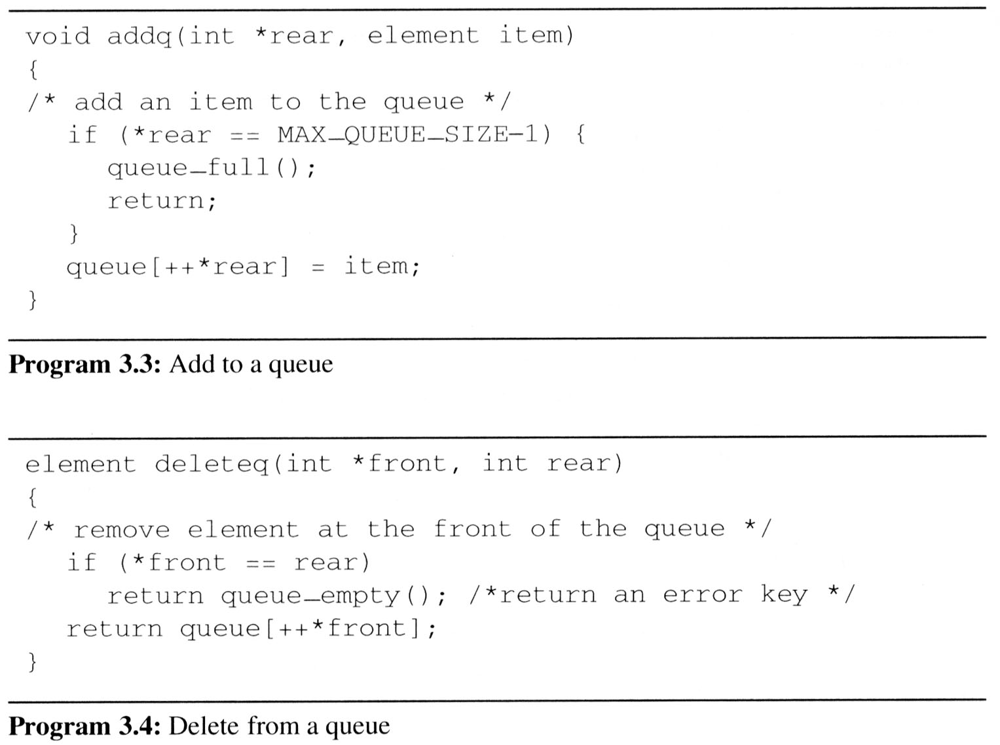 void addq(int *rear, element item)
{
/* add an item to the queue */
   if (*rear == MAX_QUEUE_SIZE-1) {
      queue_full();
      return;
   }
   queue[++*rear] = item;
}
Program 3.3: Add to a queue
element deleteq(int *front, int rear)
{
/* remove element at the front of the queue */
   if (*front == rear)
      return queue_empty(); /*return an error key */
   return queue[++*front];
}
Program 3.4: Delete from a queue